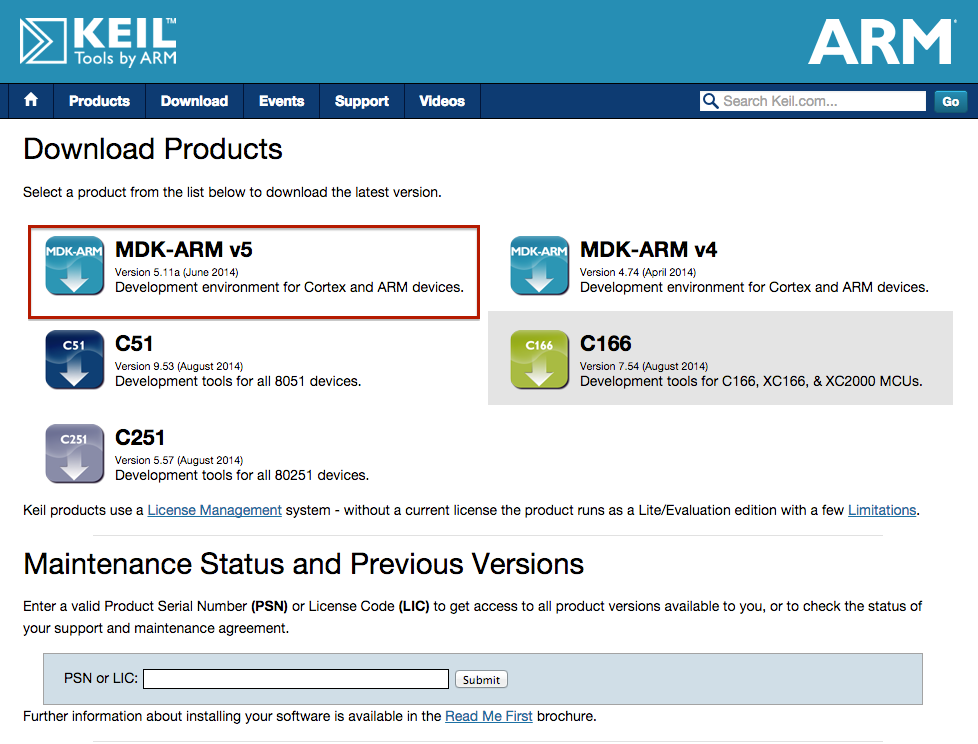 KEIL™
Tools by ARM
ARM®
Products Download Events Support Videos Search Keil.com... Go
Download Products
Select a product from the list below to download the latest version.
MDK-ARM
MDK-ARM v5
Version 5.11a (June 2014)
Development environment for Cortex and ARM devices.
MDK-ARM
MDK-ARM v4
Version 4.74 (April 2014)
Development environment for Cortex and ARM devices.
C51
C51
Version 9.53 (August 2014)
Development tools for all 8051 devices.
C166
C166
Version 7.54 (August 2014)
Development tools for C166, XC166, & XC2000 MCUs.
C251
C251
Version 5.57 (August 2014)
Development tools for all 80251 devices.
Keil products use a License Management system - without a current license the product runs as a Lite/Evaluation edition with a few Limitations.
Maintenance Status and Previous Versions
Enter a valid Product Serial Number (PSN) or License Code (LIC) to get access to all product versions available to you, or to check the status of
your support and maintenance agreement.
PSN or LIC: Submit
Further information about installing your software is available in the Read Me First brochure.